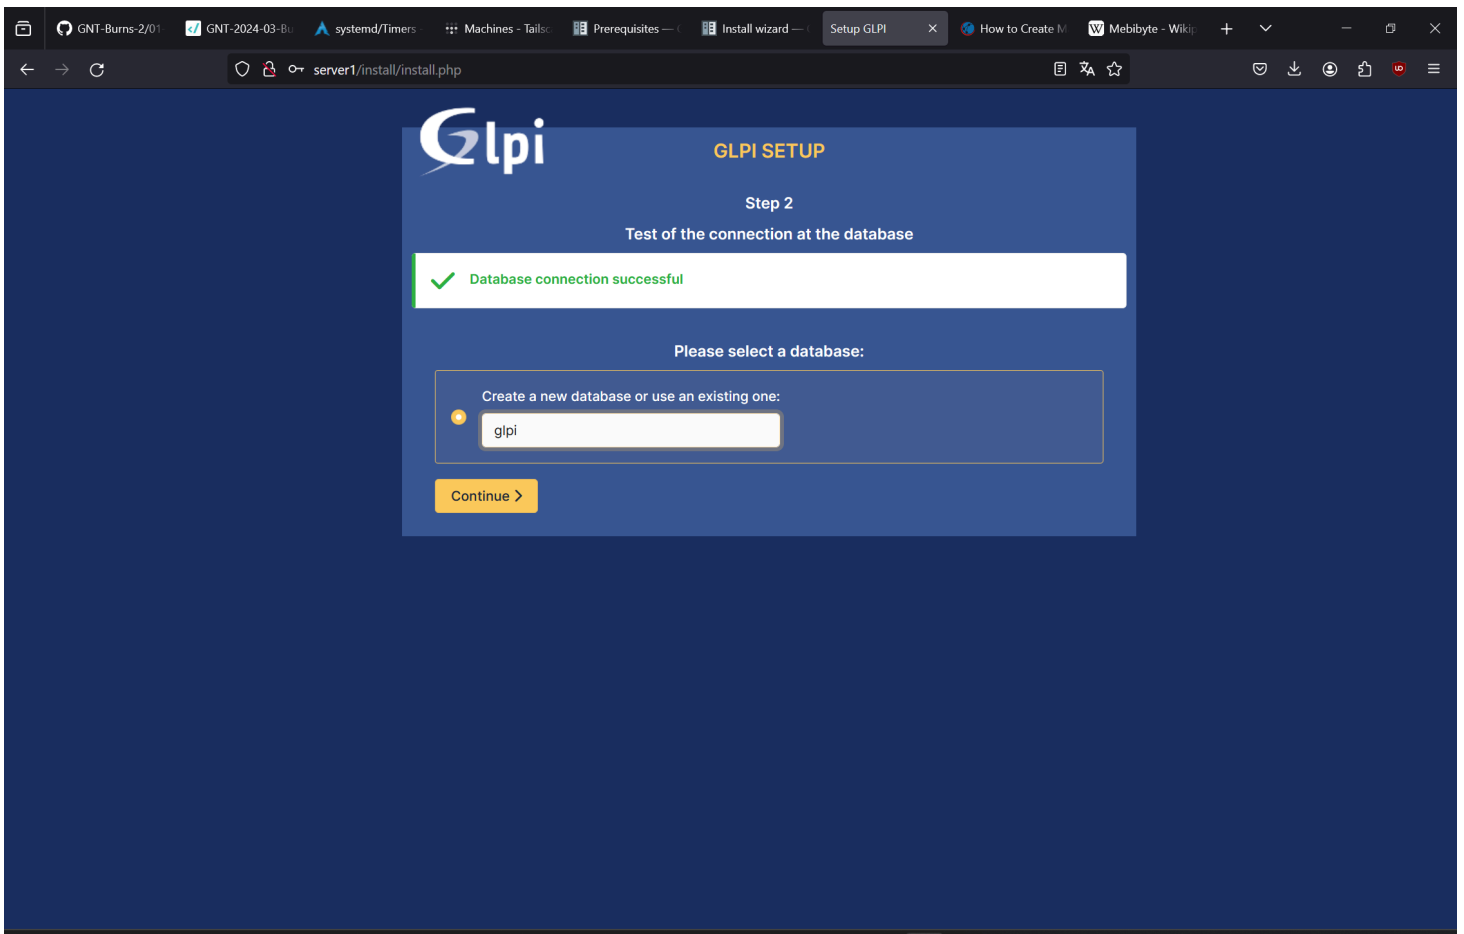 GNT-Burns-2/01-
GNT-2024-03-Bu
systemd/Timers -
Machines - Tailsc
Prerequisites — G
Install wizard — G
Setup GLPI
How to Create M
W Mebibyte - Wikip
server1/install/install.php
Glpi
GLPI SETUP
Step 2
Test of the connection at the database
Database connection successful
Please select a database:
Create a new database or use an existing one:
glpi
Continue